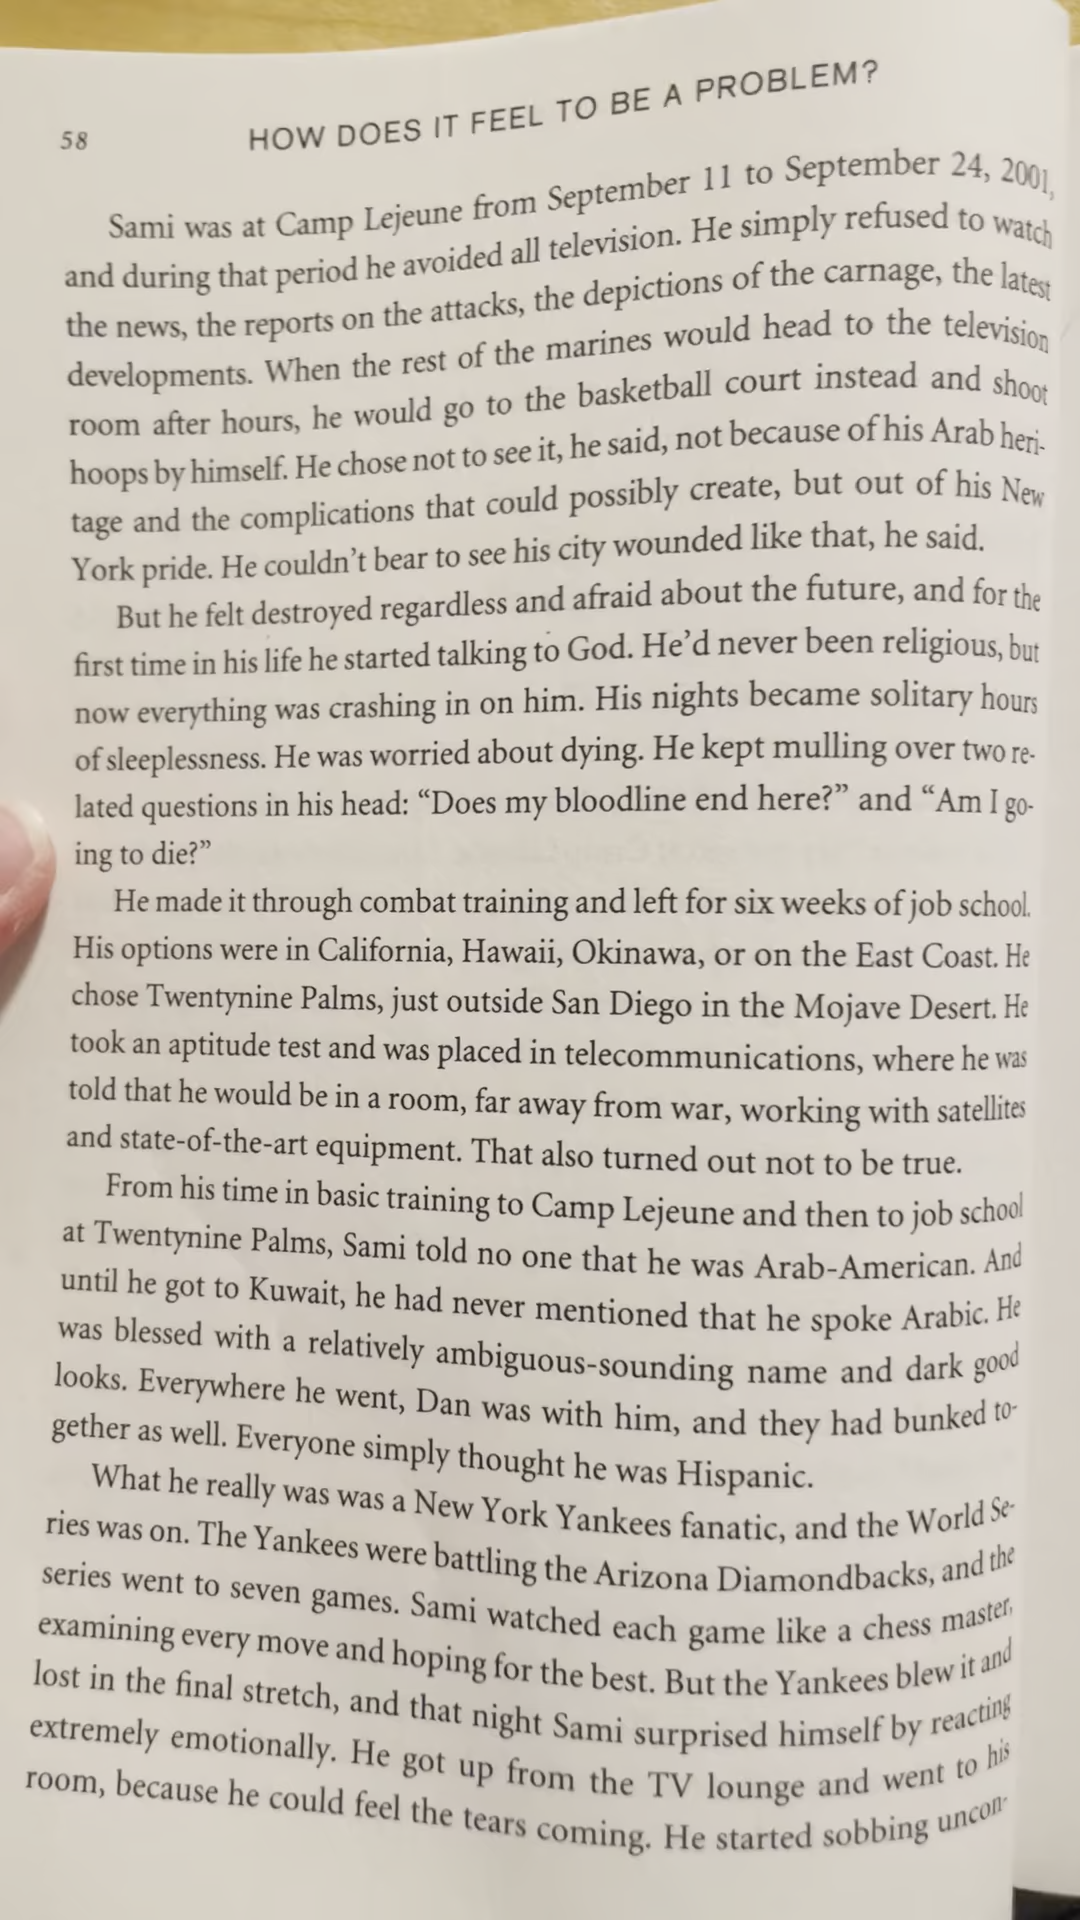 58
HOW DOES IT FEEL TO BE A PROBLEM?
Sami was at Camp Lejeune from September 11 to September 24, 2001,
and during that period he avoided all television. He simply refused to watch
the news, the reports on the attacks, the depictions of the carnage, the latest
developments. When the rest of the marines would head to the television
room after hours, he would go to the basketball court instead and shoot
hoops by himself. He chose not to see it, he said, not because of his Arab heri-
tage and the complications that could possibly create, but out of his New
York pride. He couldn’t bear to see his city wounded like that, he said.
But he felt destroyed regardless and afraid about the future, and for the
first time in his life he started talking to God. He’d never been religious, but
now everything was crashing in on him. His nights became solitary hours
of sleeplessness. He was worried about dying. He kept mulling over two re-
lated questions in his head: “Does my bloodline end here?” and “Am I go-
ing to die?”
He made it through combat training and left for six weeks of job school.
His options were in California, Hawaii, Okinawa, or on the East Coast. He
chose Twentynine Palms, just outside San Diego in the Mojave Desert. He
took an aptitude test and was placed in telecommunications, where he was
told that he would be in a room, far away from war, working with satellites
and state-of-the-art equipment. That also turned out not to be true.
From his time in basic training to Camp Lejeune and then to job school
at Twentynine Palms, Sami told no one that he was Arab-American. And
until he got to Kuwait, he had never mentioned that he spoke Arabic. He
was blessed with a relatively ambiguous-sounding name and dark good
looks. Everywhere he went, Dan was with him, and they had bunked to-
gether as well. Everyone simply thought he was Hispanic.
What he really was was a New York Yankees fanatic, and the World Se-
ries was on. The Yankees were battling the Arizona Diamondbacks, and the
series went to seven games. Sami watched each game like a chess master,
examining every move and hoping for the best. But the Yankees blew it and
lost in the final stretch, and that night Sami surprised himself by reacting
extremely emotionally. He got up from the TV lounge and went to his
room, because he could feel the tears coming. He started sobbing uncon-